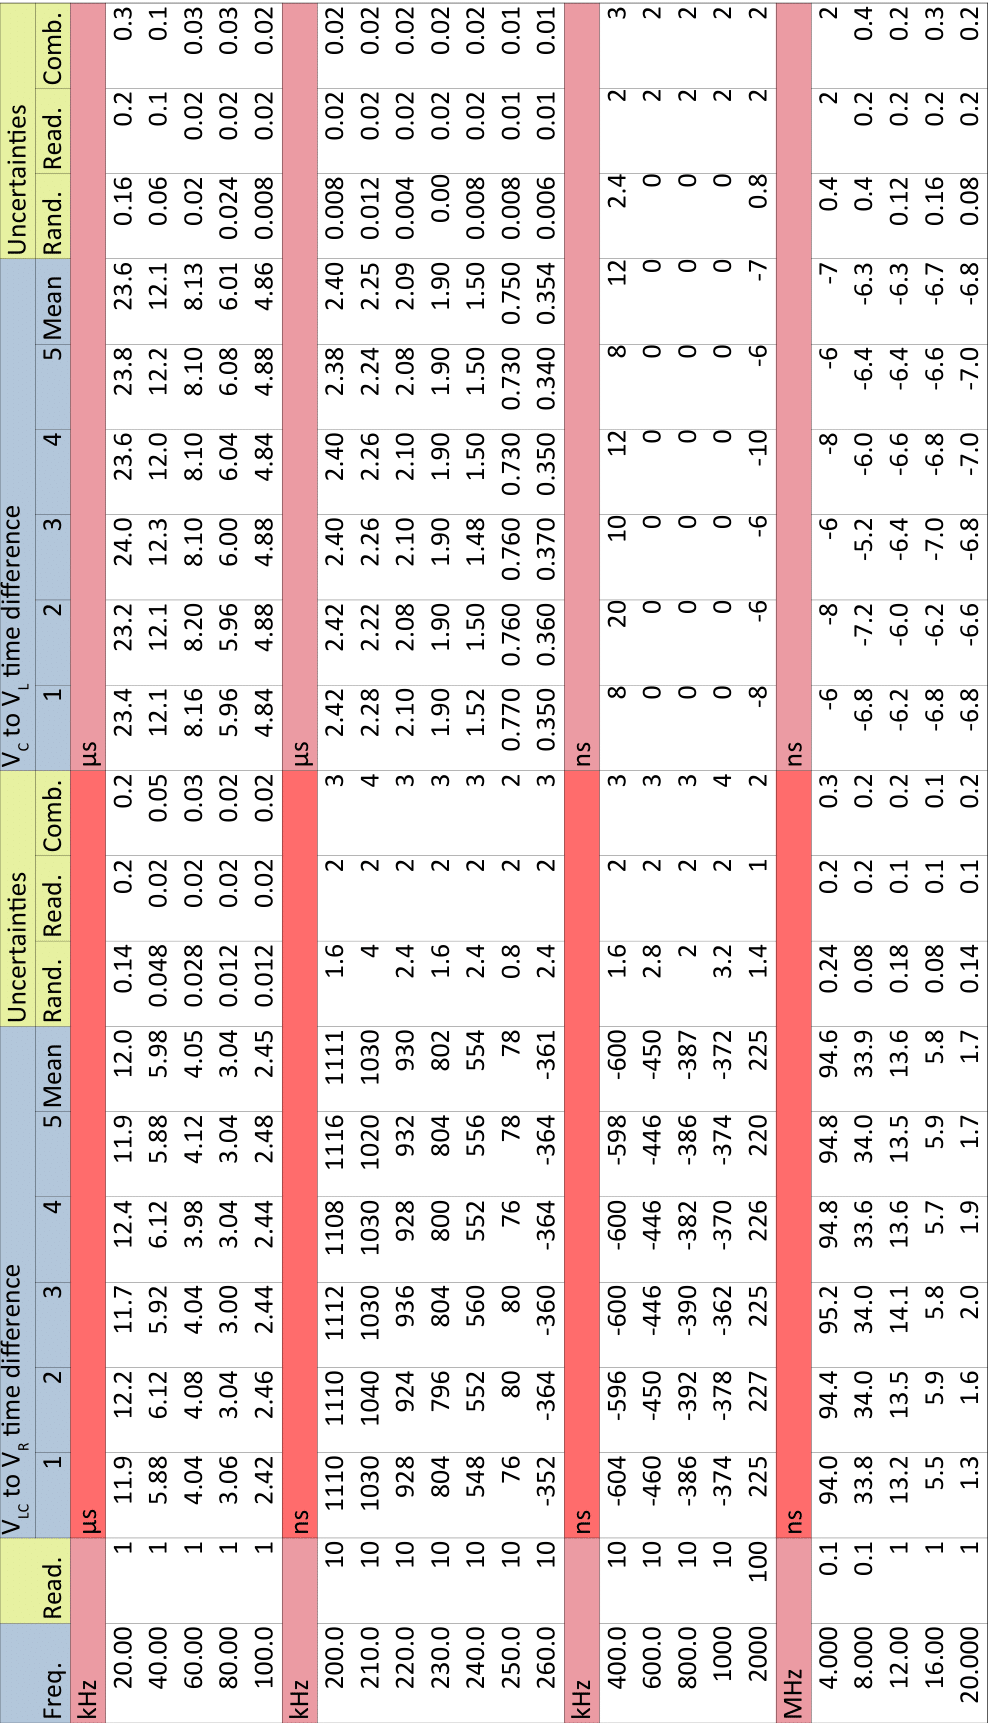 V_LC to V_R time difference Uncertainties V_C to V_L time difference Uncertainties
Freq. Read. 1 2 3 4 5 Mean Rand. Read. Comb. 1 2 3 4 5 Mean Rand. Read. Comb.
kHz µs µs
20.00 1 11.9 12.2 11.7 12.4 11.9 12.0 0.14 0.2 0.2 23.4 23.2 24.0 23.6 23.8 23.6 0.16 0.2 0.3
40.00 1 5.88 6.12 5.92 6.12 5.88 5.98 0.048 0.02 0.05 12.1 12.1 12.3 12.0 12.2 12.1 0.06 0.1 0.1
60.00 1 4.04 4.08 4.04 3.98 4.12 4.05 0.028 0.02 0.03 8.16 8.20 8.10 8.10 8.10 8.13 0.02 0.02 0.03
80.00 1 3.06 3.04 3.00 3.04 3.04 3.04 0.012 0.02 0.02 5.96 5.96 6.00 6.04 6.08 6.01 0.024 0.02 0.03
100.0 1 2.42 2.46 2.44 2.44 2.48 2.45 0.012 0.02 0.02 4.84 4.88 4.88 4.84 4.88 4.86 0.008 0.02 0.02
kHz ns µs
200.0 10 1110 1110 1112 1108 1116 1111 1.6 2 3 2.42 2.42 2.40 2.40 2.38 2.40 0.008 0.02 0.02
210.0 10 1030 1040 1030 1030 1020 1030 4 2 4 2.28 2.22 2.26 2.26 2.24 2.25 0.012 0.02 0.02
220.0 10 928 924 936 928 932 930 2.4 2 3 2.10 2.08 2.10 2.10 2.08 2.09 0.004 0.02 0.02
230.0 10 804 796 804 800 804 802 1.6 2 3 1.90 1.90 1.90 1.90 1.90 1.90 0.00 0.02 0.02
240.0 10 548 552 560 552 556 554 2.4 2 3 1.52 1.50 1.48 1.50 1.50 1.50 0.008 0.02 0.02
250.0 10 76 80 80 76 78 78 0.8 2 2 0.770 0.760 0.760 0.730 0.730 0.750 0.008 0.01 0.01
260.0 10 -352 -364 -360 -364 -364 -361 2.4 2 3 0.350 0.360 0.370 0.350 0.340 0.354 0.006 0.01 0.01
kHz ns ns
400.0 10 -604 -596 -600 -600 -598 -600 1.6 2 3 8 20 10 12 8 12 2.4 2 3
600.0 10 -460 -450 -446 -446 -446 -450 2.8 2 3 0 0 0 0 0 0 0 2 2
800.0 10 -386 -392 -390 -382 -386 -387 2 2 3 0 0 0 0 0 0 0 2 2
1000 10 -374 -378 -362 -370 -374 -372 3.2 2 4 0 0 0 0 0 0 0 2 2
2000 100 225 227 225 226 220 225 1.4 1 2 -8 -6 -6 -10 -6 -7 0.8 2 2
MHz ns ns
4.000 0.1 94.0 94.4 95.2 94.8 94.8 94.6 0.24 0.2 0.3 -6 -8 -6 -8 -6 -7 0.4 2 2
8.000 0.1 33.8 34.0 34.0 33.6 34.0 33.9 0.08 0.2 0.2 -6.8 -7.2 -5.2 -6.0 -6.4 -6.3 0.4 0.2 0.4
12.00 1 13.2 13.5 14.1 13.6 13.5 13.6 0.18 0.1 0.2 -6.2 -6.0 -6.4 -6.6 -6.4 -6.3 0.12 0.2 0.2
16.00 1 5.5 5.9 5.8 5.7 5.9 5.8 0.08 0.1 0.1 -6.8 -6.2 -7.0 -6.8 -6.6 -6.7 0.16 0.2 0.3
20.000 1 1.3 1.6 2.0 1.9 1.7 1.7 0.14 0.1 0.2 -6.8 -6.6 -6.8 -7.0 -7.0 -6.8 0.08 0.2 0.2